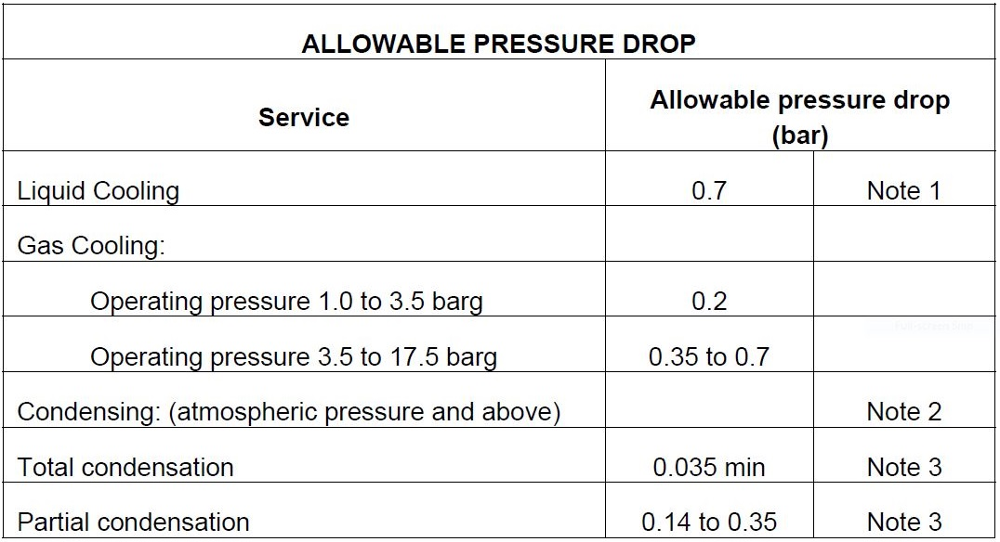 ALLOWABLE PRESSURE DROP
Service
Allowable pressure drop
(bar)
Liquid Cooling 0.7 Note 1
Gas Cooling:
Operating pressure 1.0 to 3.5 barg 0.2
Operating pressure 3.5 to 17.5 barg 0.35 to 0.7
Condensing: (atmospheric pressure and above) Note 2
Total condensation 0.035 min Note 3
Partial condensation 0.14 to 0.35 Note 3